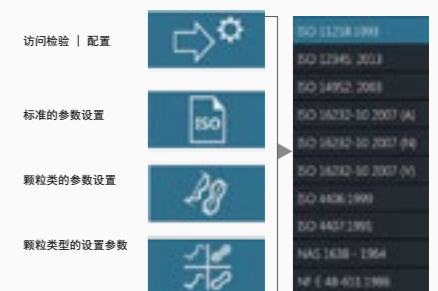 访问检验 | 配置
标准的参数设置
颗粒类的参数设置
颗粒类型的设置参数
ISO
ISO 11218:1993
ISO 12345: 2013
ISO 14952: 2003
ISO 16232-10 2007 (A)
ISO 16232-10 2007 (N)
ISO 16232-10 2007 (V)
ISO 4406:1999
ISO 4407:1991
NAS 1638 - 1964
NF E 48-651:1986